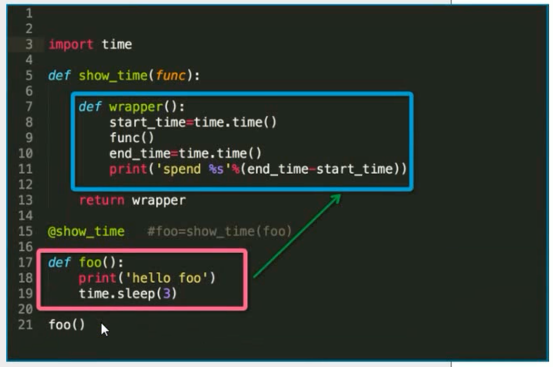 1
2
3 import time
4
5 def show_time(func):
6
7 def wrapper():
8 start_time=time.time()
9 func()
10 end_time=time.time()
11 print('spend %s'%(end_time-start_time))
12
13 return wrapper
14
15 @show_time #foo=show_time(foo)
16
17 def foo():
18 print('hello foo')
19 time.sleep(3)
20
21 foo()